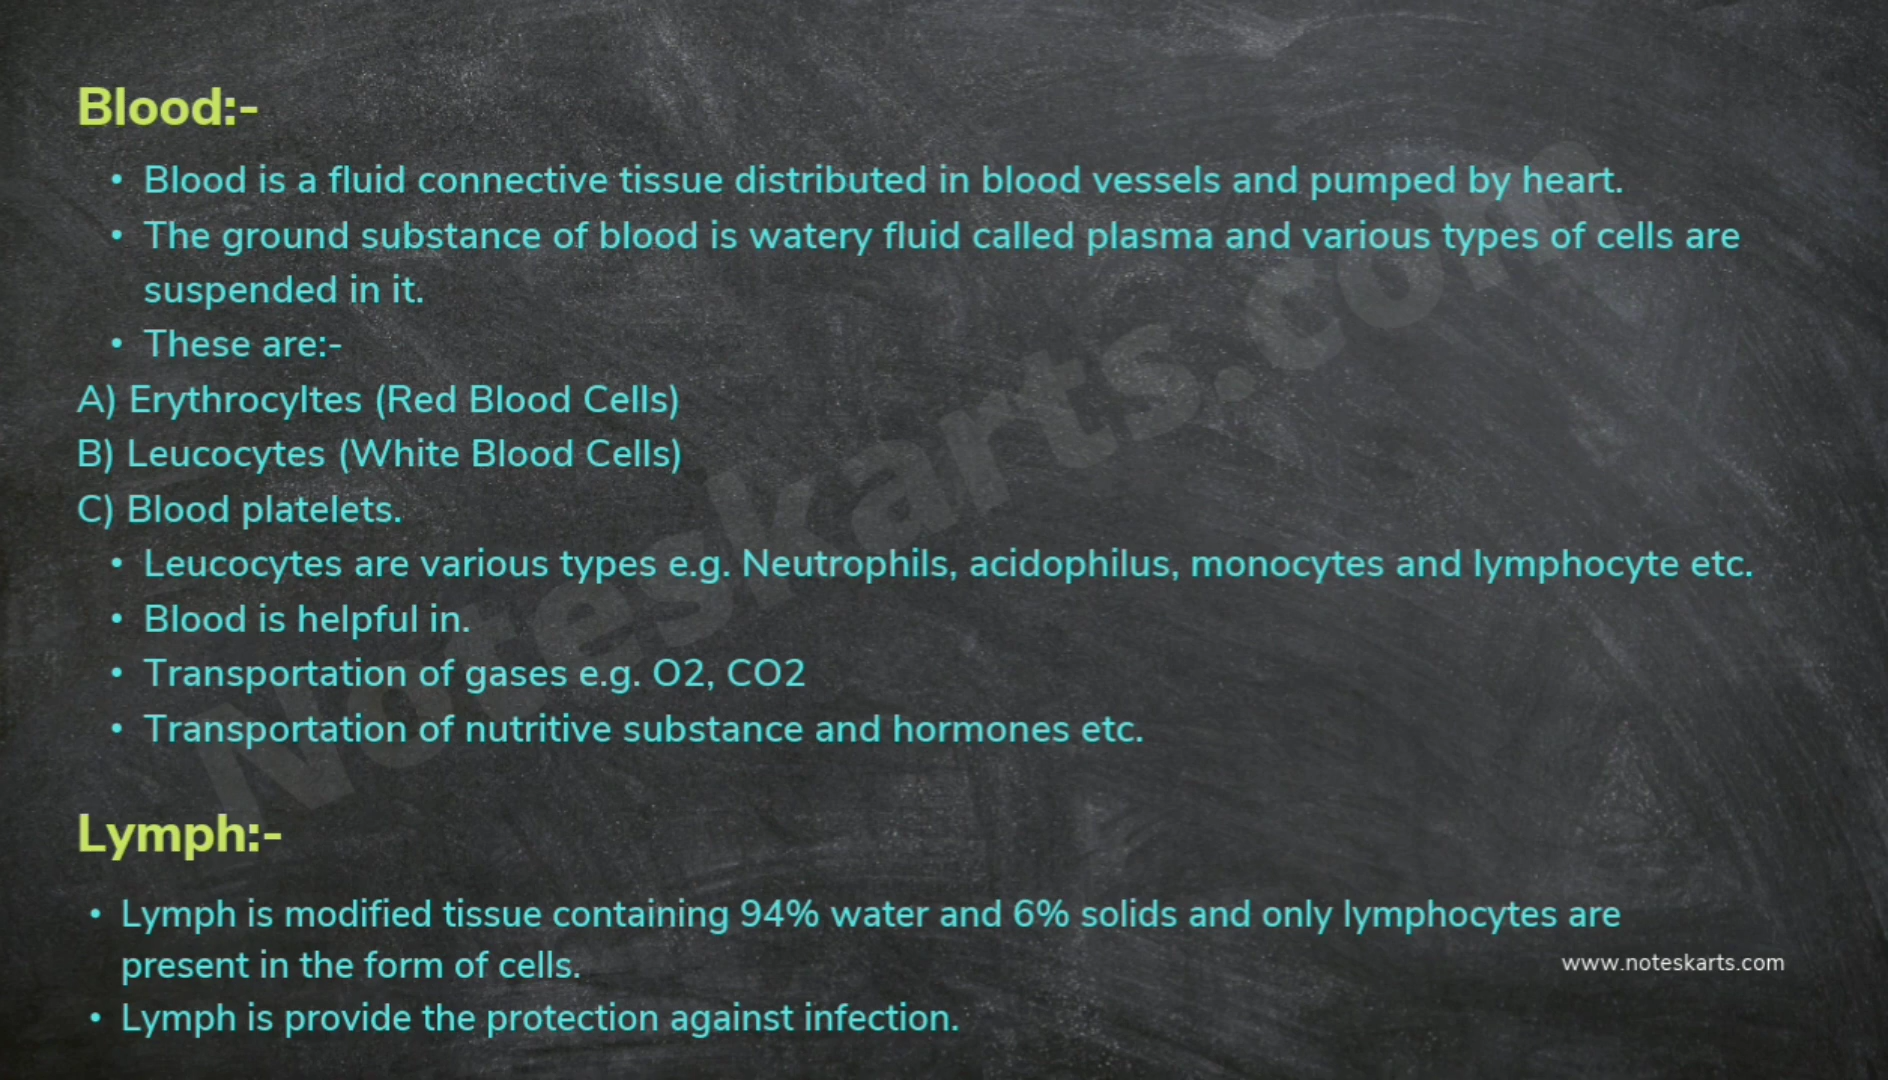 Blood:-
• Blood is a fluid connective tissue distributed in blood vessels and pumped by heart.
• The ground substance of blood is watery fluid called plasma and various types of cells are
suspended in it.
• These are:-
A) Erythrocyltes (Red Blood Cells)
B) Leucocytes (White Blood Cells)
C) Blood platelets.
• Leucocytes are various types e.g. Neutrophils, acidophilus, monocytes and lymphocyte etc.
• Blood is helpful in.
• Transportation of gases e.g. O2, CO2
• Transportation of nutritive substance and hormones etc.
Noteskarts.com
Lymph:-
• Lymph is modified tissue containing 94% water and 6% solids and only lymphocytes are
present in the form of cells.
www.noteskarts.com
• Lymph is provide the protection against infection.